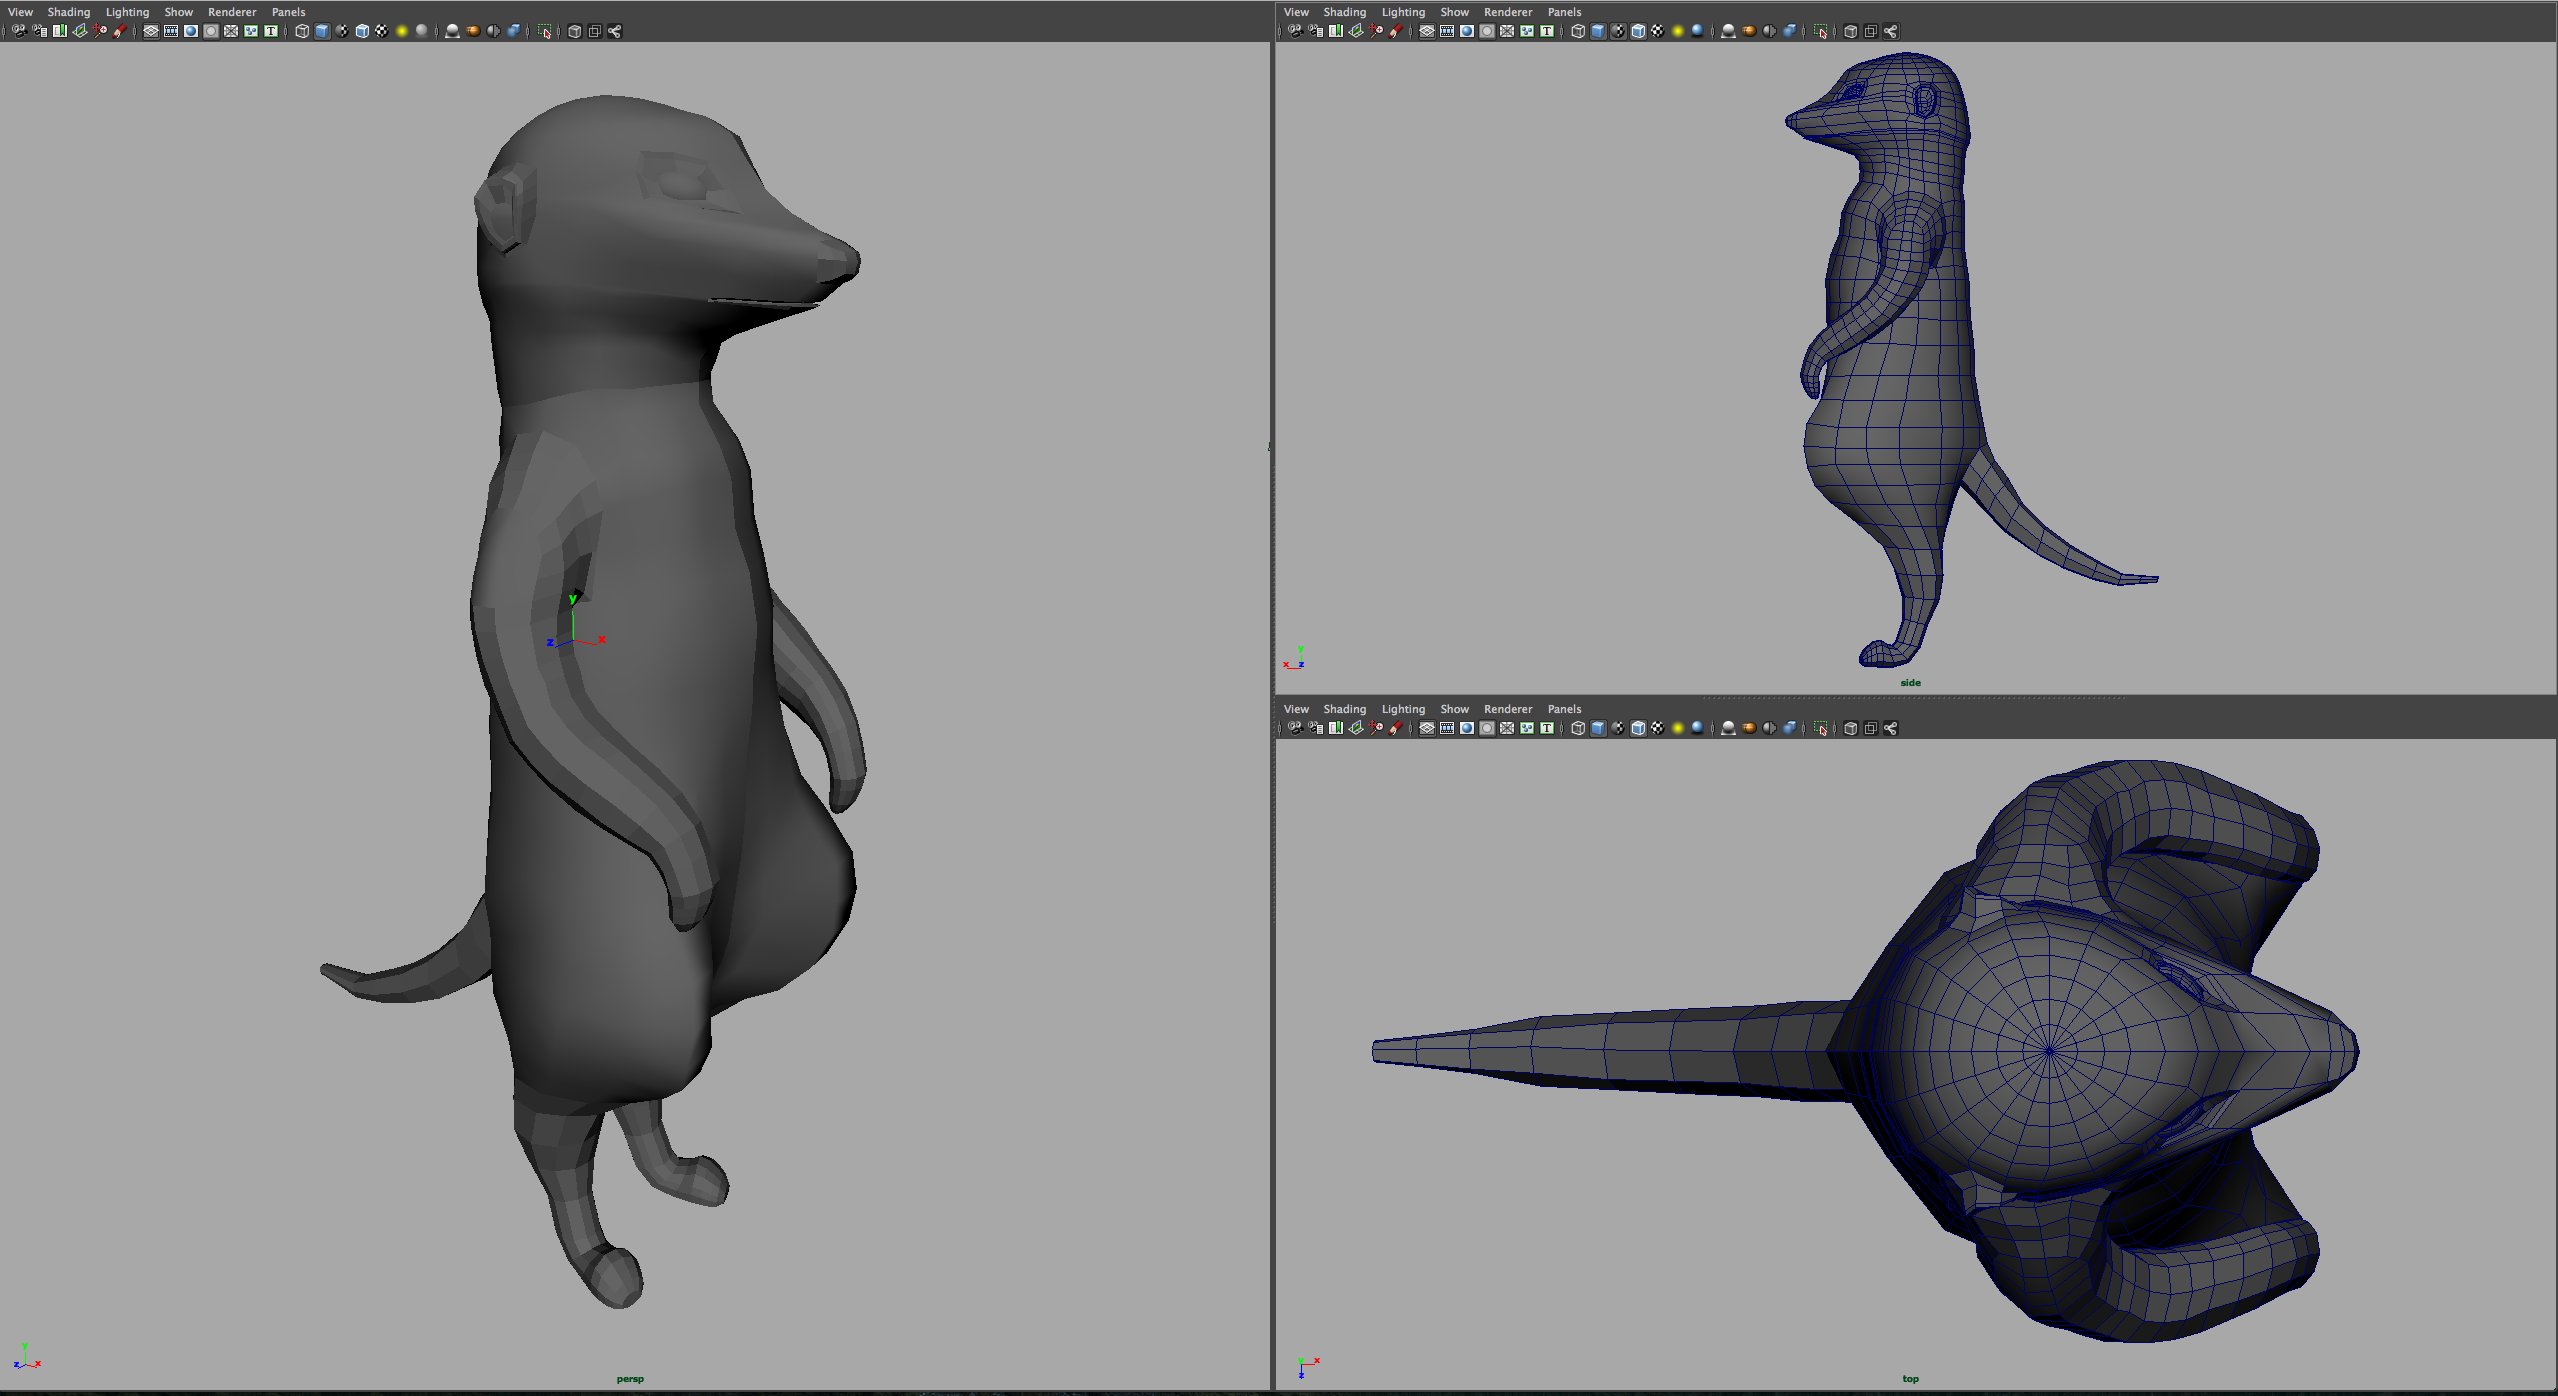 View Shading Lighting Show Renderer Panels
T
y
z x
y
z x
persp
View Shading Lighting Show Renderer Panels
T
y
x z
side
View Shading Lighting Show Renderer Panels
T
y x
z
top